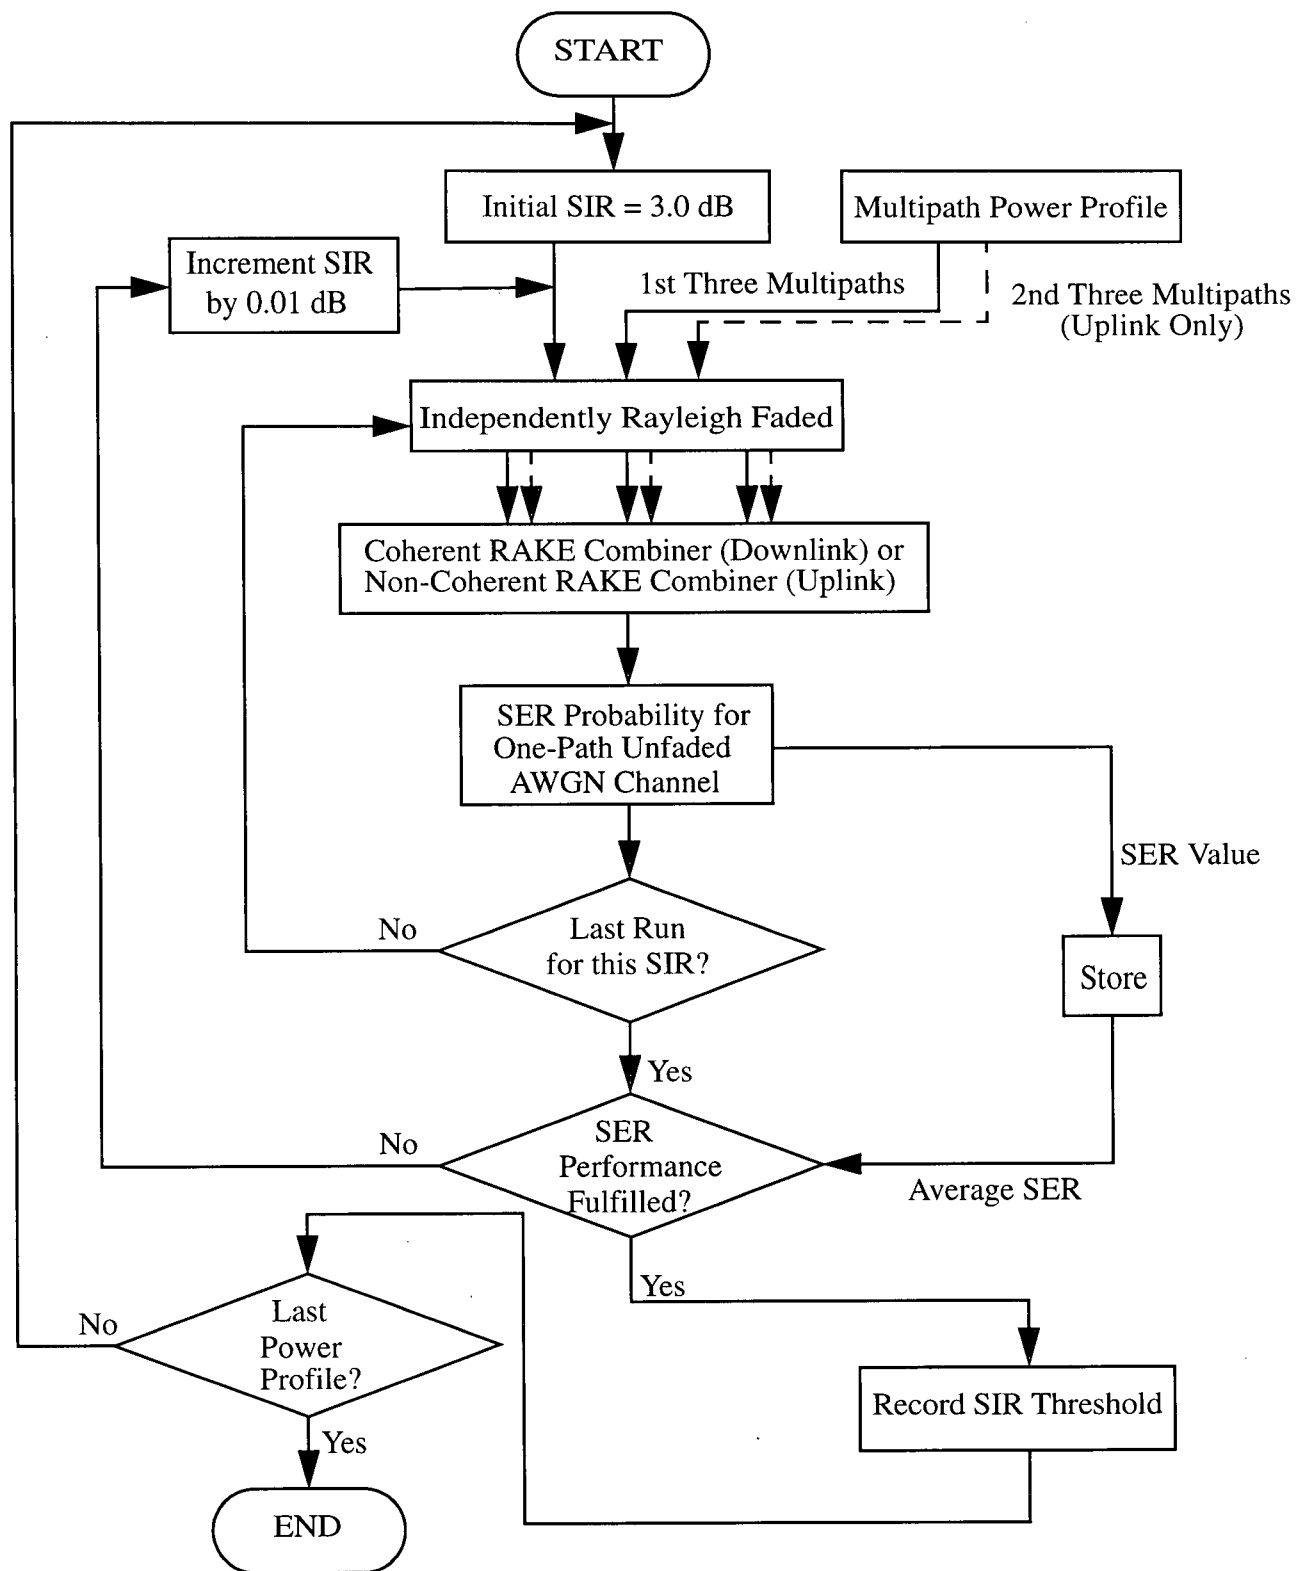 START
Initial SIR = 3.0 dB
Multipath Power Profile
Increment SIR
by 0.01 dB
1st Three Multipaths
2nd Three Multipaths
(Uplink Only)
Independently Rayleigh Faded
Coherent RAKE Combiner (Downlink) or
Non-Coherent RAKE Combiner (Uplink)
SER Probability for
One-Path Unfaded
AWGN Channel
SER Value
No
Last Run
for this SIR?
Store
Yes
No
SER
Performance
Fulfilled?
Average SER
Yes
No
Last
Power
Profile?
Record SIR Threshold
Yes
END